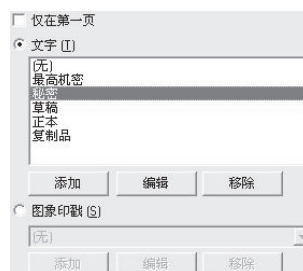 仅在第一页
文字 (T)
(无)
最高机密
秘密
草稿
正本
复制品
添加 编辑 移除
图象印戳 (S)
(无)
添加 编辑 移除